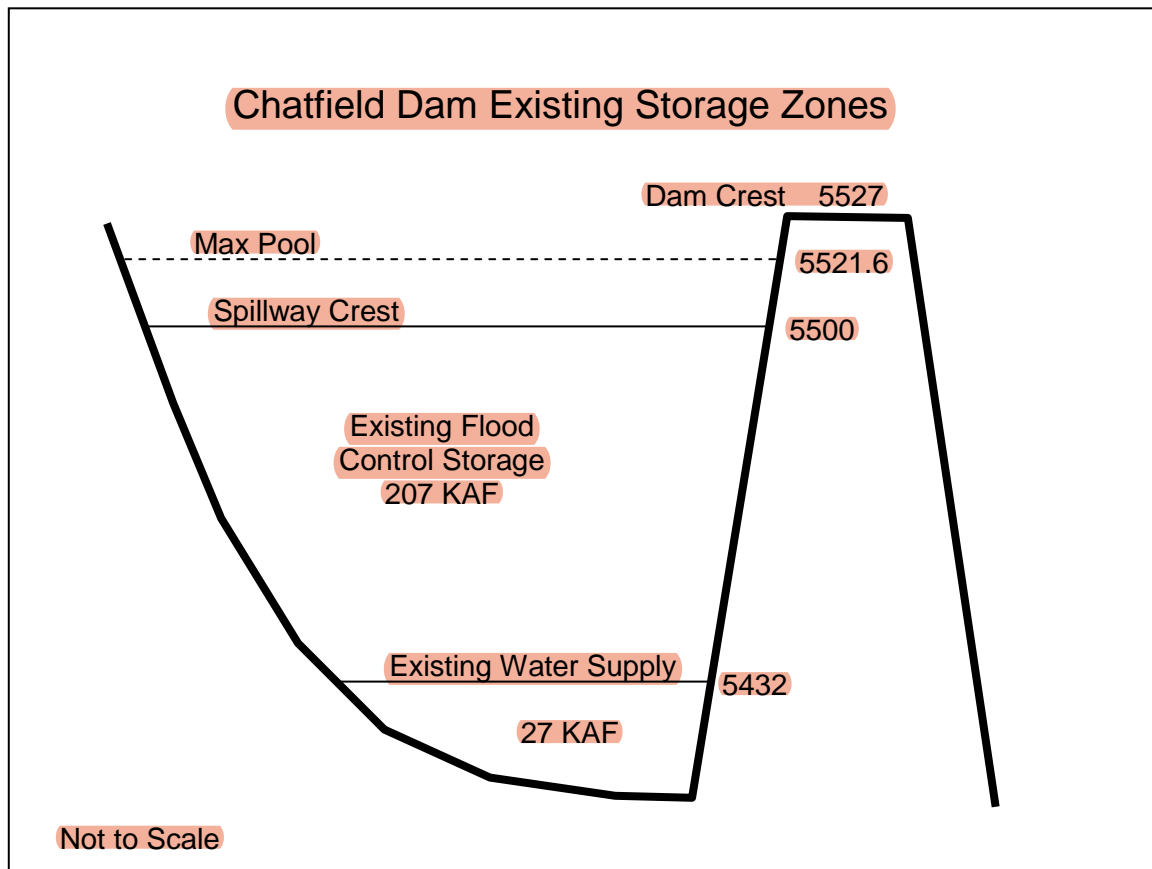 Chatfield Dam Existing Storage Zones
Dam Crest 5527
Max Pool
5521.6
Spillway Crest
5500
Existing Flood
Control Storage
207 KAF
Existing Water Supply
5432
27 KAF
Not to Scale